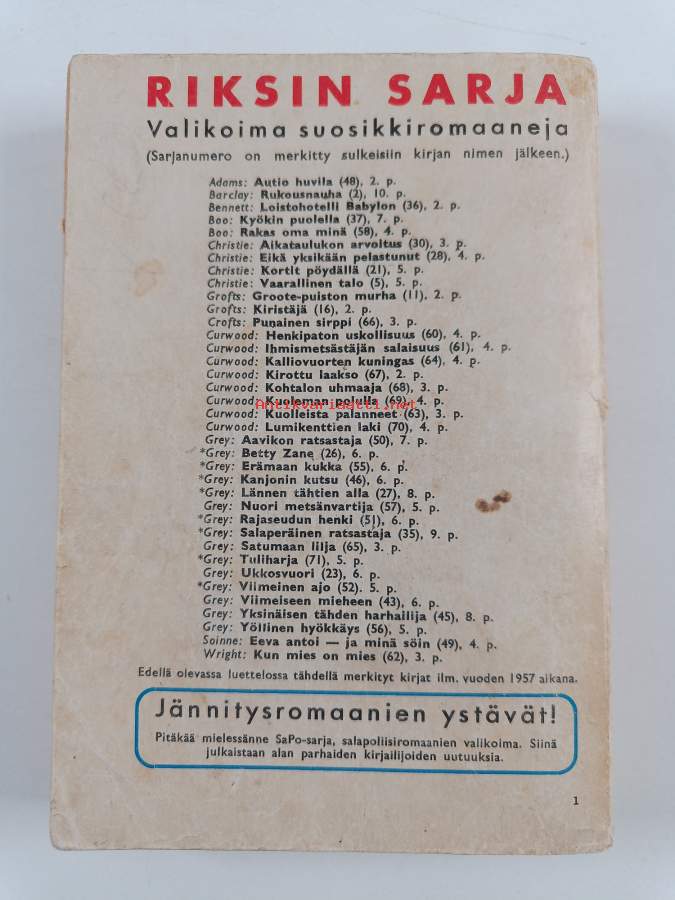 RIKSIN SARJA
Valikoima suosikkiromaaneja
(Sarjanumero on merkitty sulkeisiin kirjan nimen jälkeen.)
Adams: Autio huvila (48), 2. p.
Barclay: Rukousnauha (2), 10. p.
Bennett: Loistohotelli Babylon (36), 2. p.
Boo: Kyökin puolella (37), 7. p.
Boo: Rakas oma minä (58), 4. p.
Christie: Aikataulukon arvoitus (30), 3. p.
Christie: Eikä yksikään pelastunut (28), 4. p.
Christie: Kortit pöydällä (21), 5. p.
Christie: Vaarallinen talo (5), 5. p.
Grofts: Groote-puiston murha (11), 2. p.
Grofts: Kiristäjä (16), 2. p.
Crofts: Punainen sirppi (66), 3. p.
Curwood: Henkipaton uskollisuus (60), 4. p.
Curwood: Ihmismetsästäjän salaisuus (61), 4. p.
Curwood: Kalliovuorten kuningas (64), 4. p.
Curwood: Kirottu laakso (67), 2. p.
Curwood: Kohtalon uhmaaja (68), 3. p.
Curwood: Kuoleman polulla (69), 4. p.
Antikvariaatti.net
Curwood: Kuolleista palanneet (63), 3. p.
Curwood: Lumikenttien laki (70), 4. p.
Grey: Aavikon ratsastaja (50), 7. p.
*Grey: Betty Zane (26), 6. p.
*Grey: Erämaan kukka (55), 6. p.
*Grey: Kanjonin kutsu (46), 6. p.
*Grey: Lännen tähtien alla (27), 8. p.
Grey: Nuori metsänvartija (57), 5. p.
*Grey: Rajaseudun henki (51), 6. p.
*Grey: Salaperäinen ratsastaja (35), 9. p.
Grey: Satumaan lilja (65), 3. p.
*Grey: Tuliharja (71), 5. p.
Grey: Ukkosvuori (23), 6. p.
*Grey: Viimeinen ajo (52). 5. p.
Grey: Viimeiseen mieheen (43), 6. p.
Grey: Yksinäisen tähden harhailija (45), 8. p.
Grey: Yöllinen hyökkäys (56), 5. p.
Soinne: Eeva antoi — ja minä söin (49), 4. p.
Wright: Kun mies on mies (62), 3. p.
Edellä olevassa luettelossa tähdellä merkityt kirjat ilm. vuoden 1957 aikana.
Jännitysromaanien ystävät!
Pitäkää mielessänne SaPo-sarja, salapoliisiromaanien valikoima. Siinä
julkaistaan alan parhaiden kirjailijoiden uutuuksia.
1